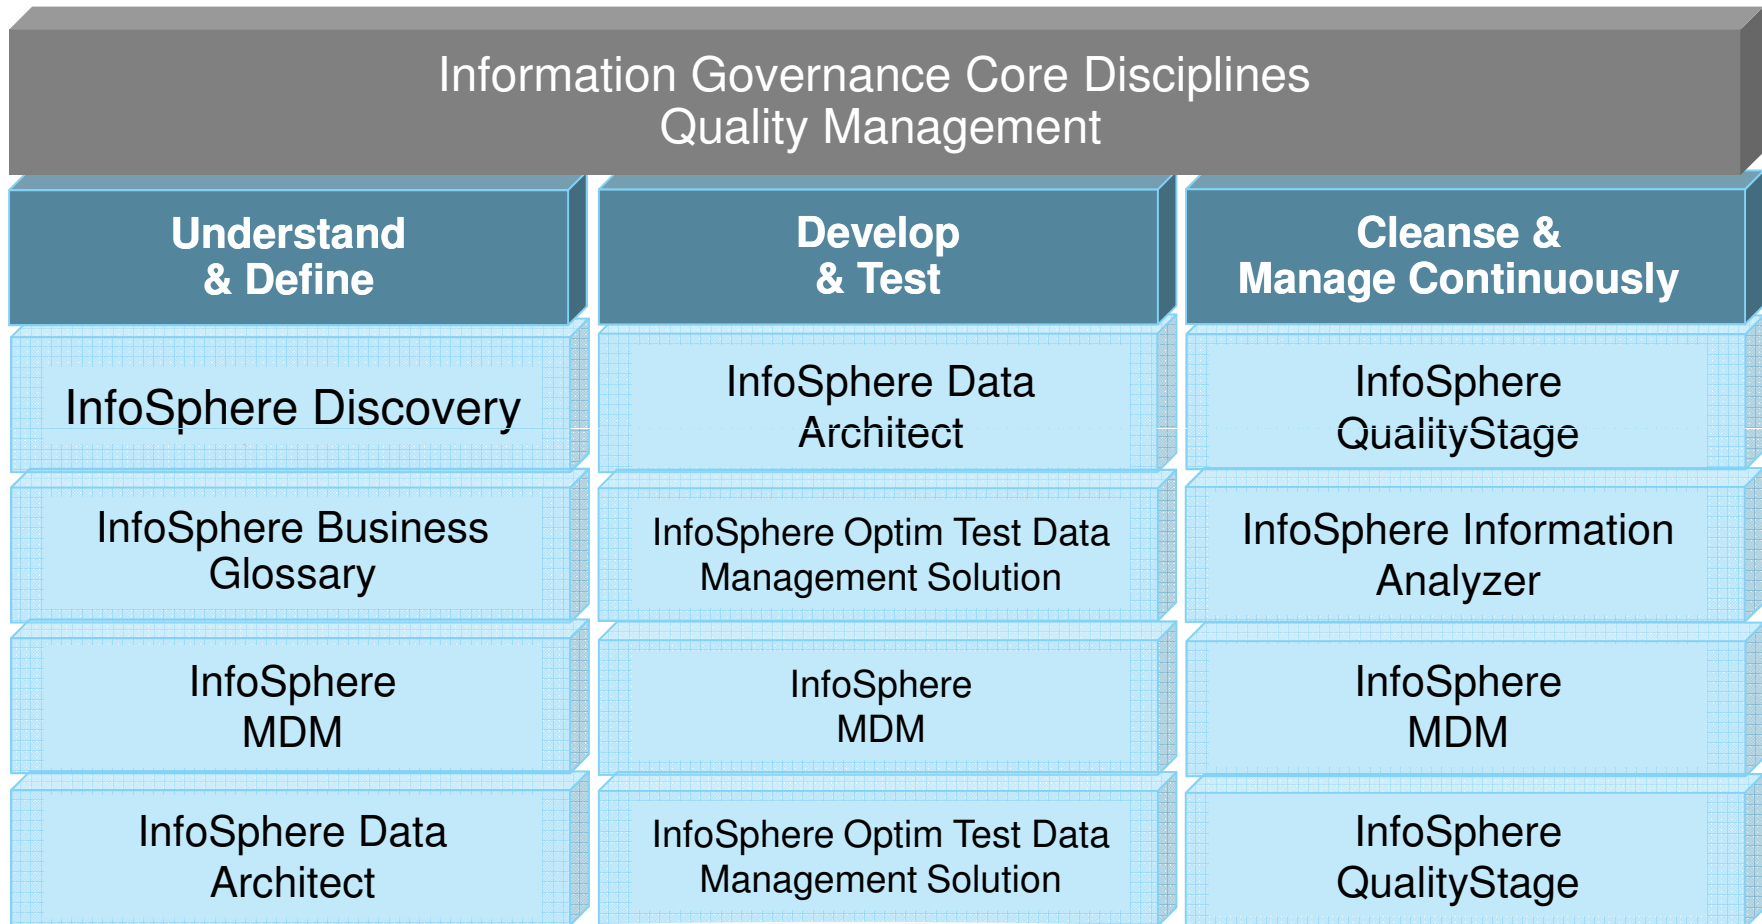 Information Governance Core Disciplines
Quality Management
Understand
& Define
Develop
& Test
Cleanse &
Manage Continuously
InfoSphere Discovery
InfoSphere Data
Architect
InfoSphere
QualityStage
InfoSphere Business
Glossary
InfoSphere Optim Test Data
Management Solution
InfoSphere Information
Analyzer
InfoSphere
MDM
InfoSphere
MDM
InfoSphere
MDM
InfoSphere Data
Architect
InfoSphere Optim Test Data
Management Solution
InfoSphere
QualityStage